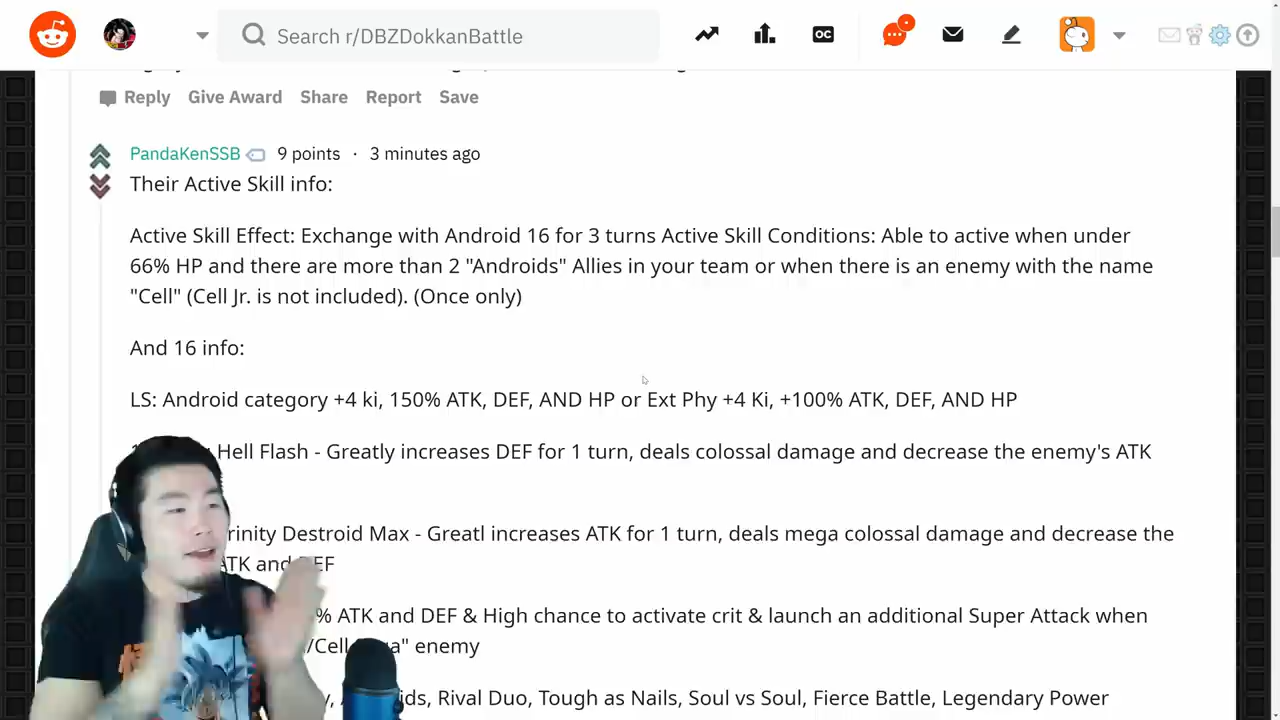 Search r/DBZDokkanBattle
OC
Reply Give Award Share Report Save
PandaKenSSB 9 points · 3 minutes ago
Their Active Skill info:
Active Skill Effect: Exchange with Android 16 for 3 turns Active Skill Conditions: Able to active when under
66% HP and there are more than 2 "Androids" Allies in your team or when there is an enemy with the name
"Cell" (Cell Jr. is not included). (Once only)
And 16 info:
LS: Android category +4 ki, 150% ATK, DEF, AND HP or Ext Phy +4 Ki, +100% ATK, DEF, AND HP
Hell Flash - Greatly increases DEF for 1 turn, deals colossal damage and decrease the enemy's ATK
Destroid Max - Greatl increases ATK for 1 turn, deals mega colossal damage and decrease the
ATK and DEF
% ATK and DEF & High chance to activate crit & launch an additional Super Attack when
enemy
Rival Duo, Tough as Nails, Soul vs Soul, Fierce Battle, Legendary Power